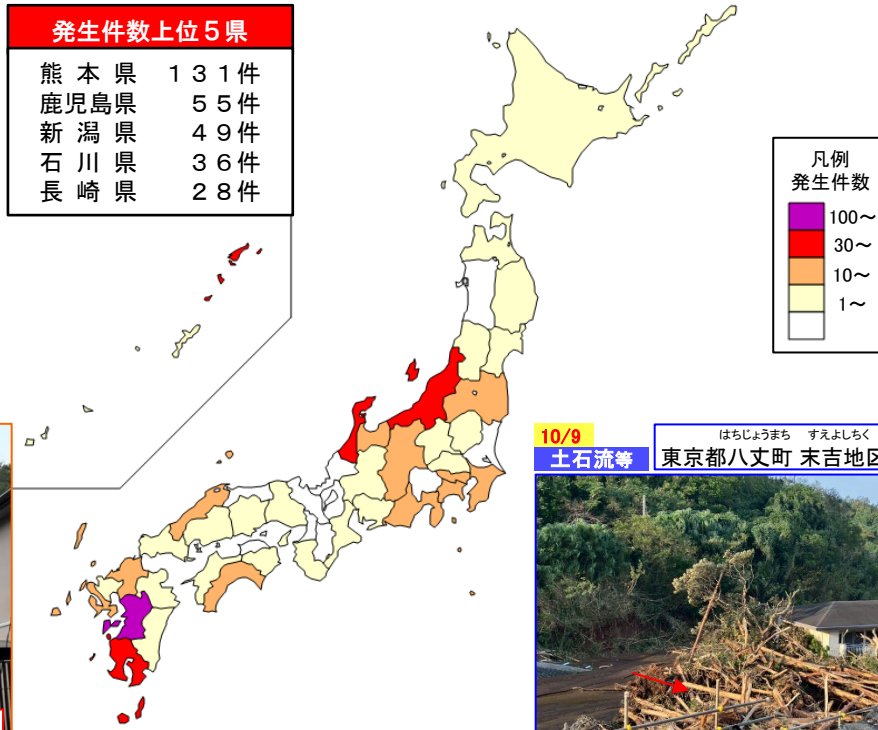 発生件数上位5県
熊本県 131件
鹿児島県 55件
新潟県 49件
石川県 36件
長崎県 28件
凡例
発生件数
100～
30～
10～
1～
10/9
土石流等
はちじょうまち すえよしちく
東京都八丈町 末吉地区